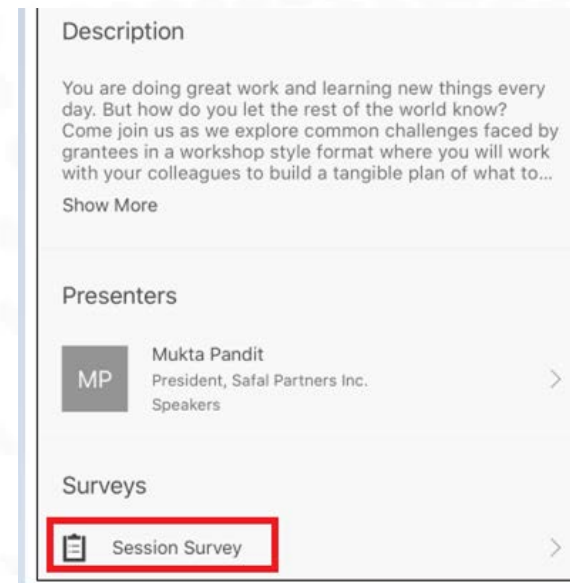 Description
You are doing great work and learning new things every
day. But how do you let the rest of the world know?
Come join us as we explore common challenges faced by
grantees in a workshop style format where you will work
with your colleagues to build a tangible plan of what to...
Show More
Presenters
MP
Mukta Pandit
President, Safal Partners Inc.
Speakers
Surveys
Session Survey